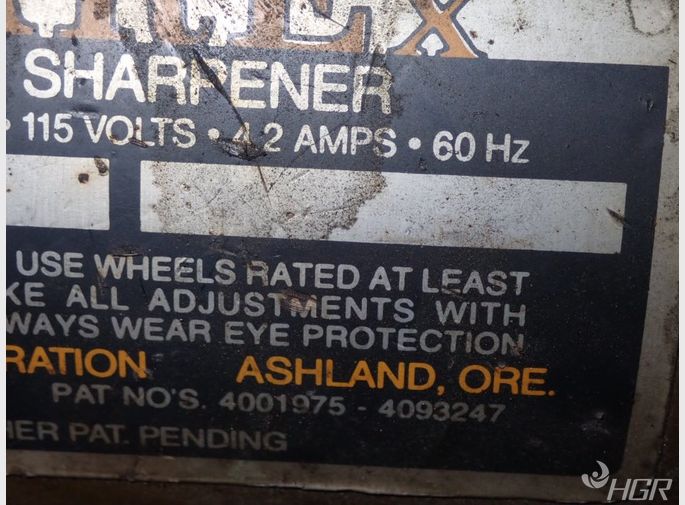 SHARPENER
• 115 VOLTS • 4.2 AMPS • 60 Hz
USE WHEELS RATED AT LEAST
KE ALL ADJUSTMENTS WITH
WAYS WEAR EYE PROTECTION
RATION ASHLAND, ORE.
PAT NO'S. 4001975 - 4093247
HER PAT. PENDING
HGR